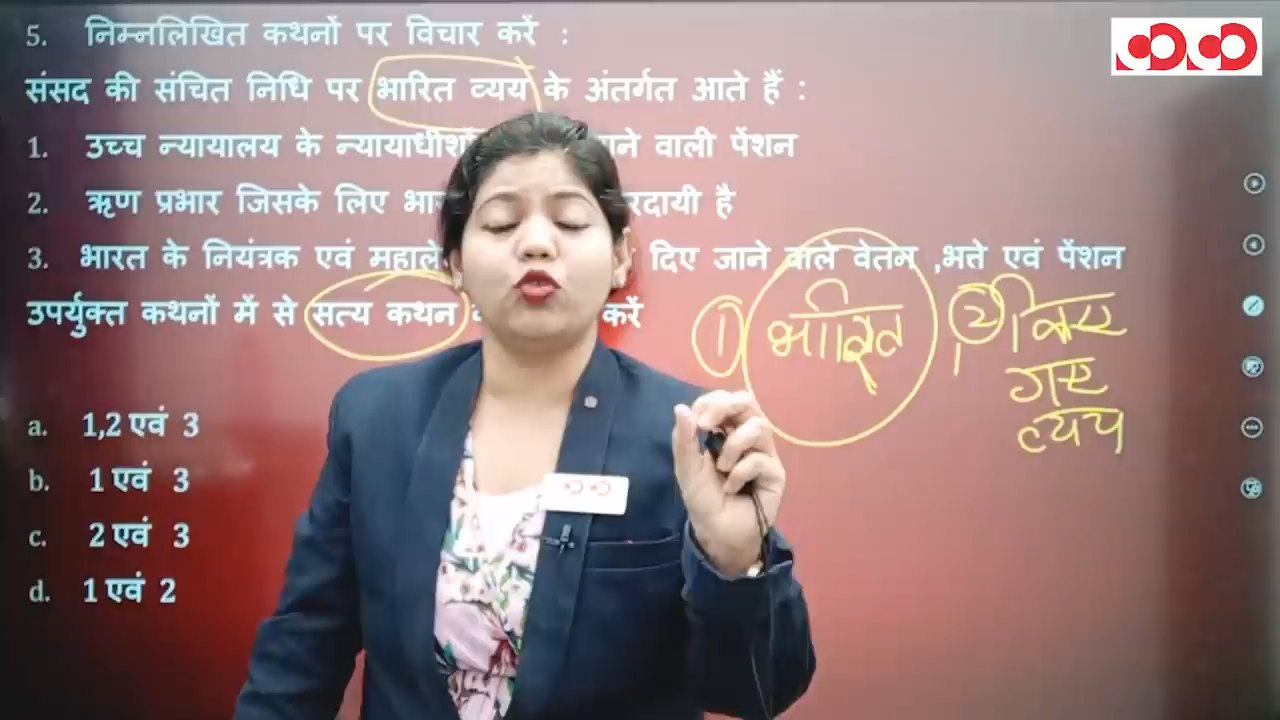 5. निम्नलिखित कथनों पर विचार करें :
संसद की संचित निधि पर भारित व्यय के अंतर्गत आते हैं :
1. उच्च न्यायालय के न्यायाधीशों वाली पेंशन
2. ऋण प्रभार जिसके लिए है
3. भारत के नियंत्रक एवं दिए जाने वाले वेतन ,भत्ते एवं पेंशन
उपर्युक्त कथनों में से सत्य कथन करें
1 भारित 2 किए
गए
व्यय
a. 1,2 एवं 3
b. 1 एवं 3
c. 2 एवं 3
d. 1 एवं 2